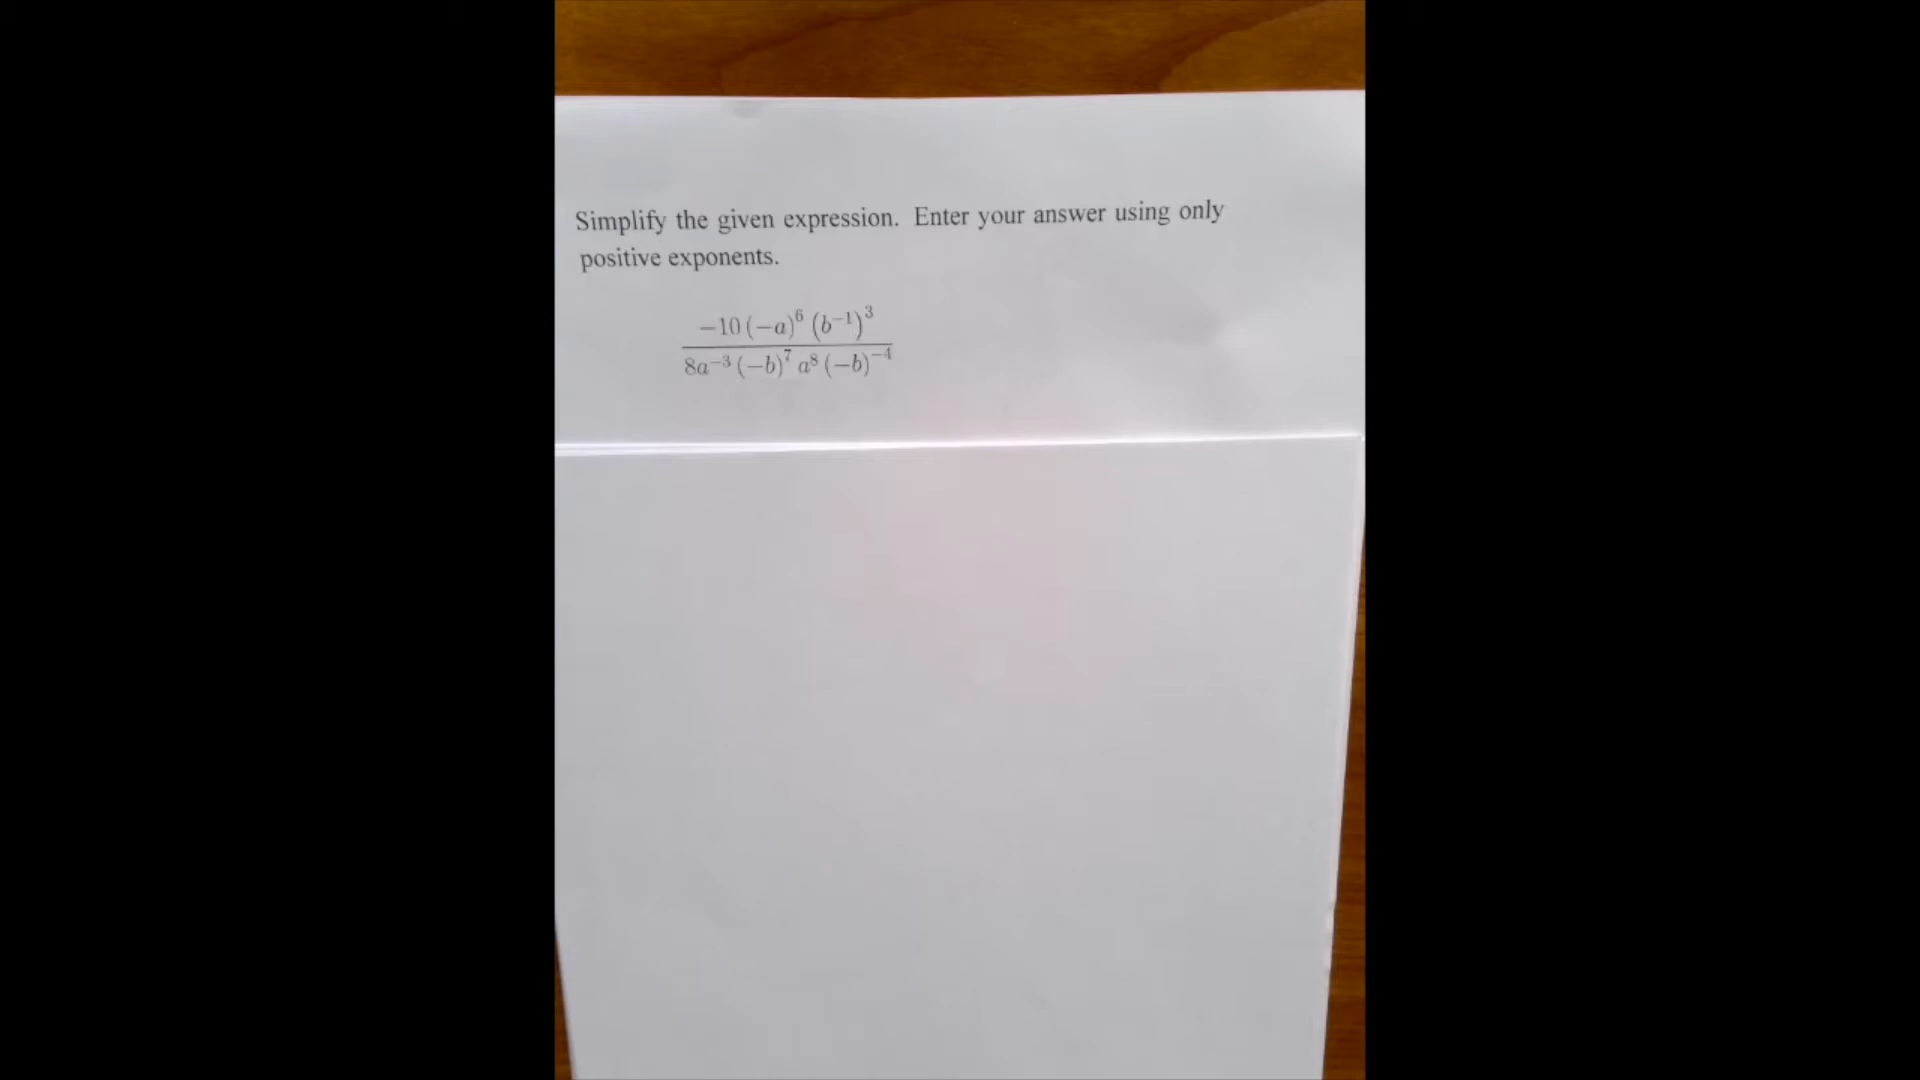 Simplify the given expression. Enter your answer using only
positive exponents.
−10 (−a)^6 (b^−1)^3
8a^−3 (−b)^7 a^8 (−b)^−4